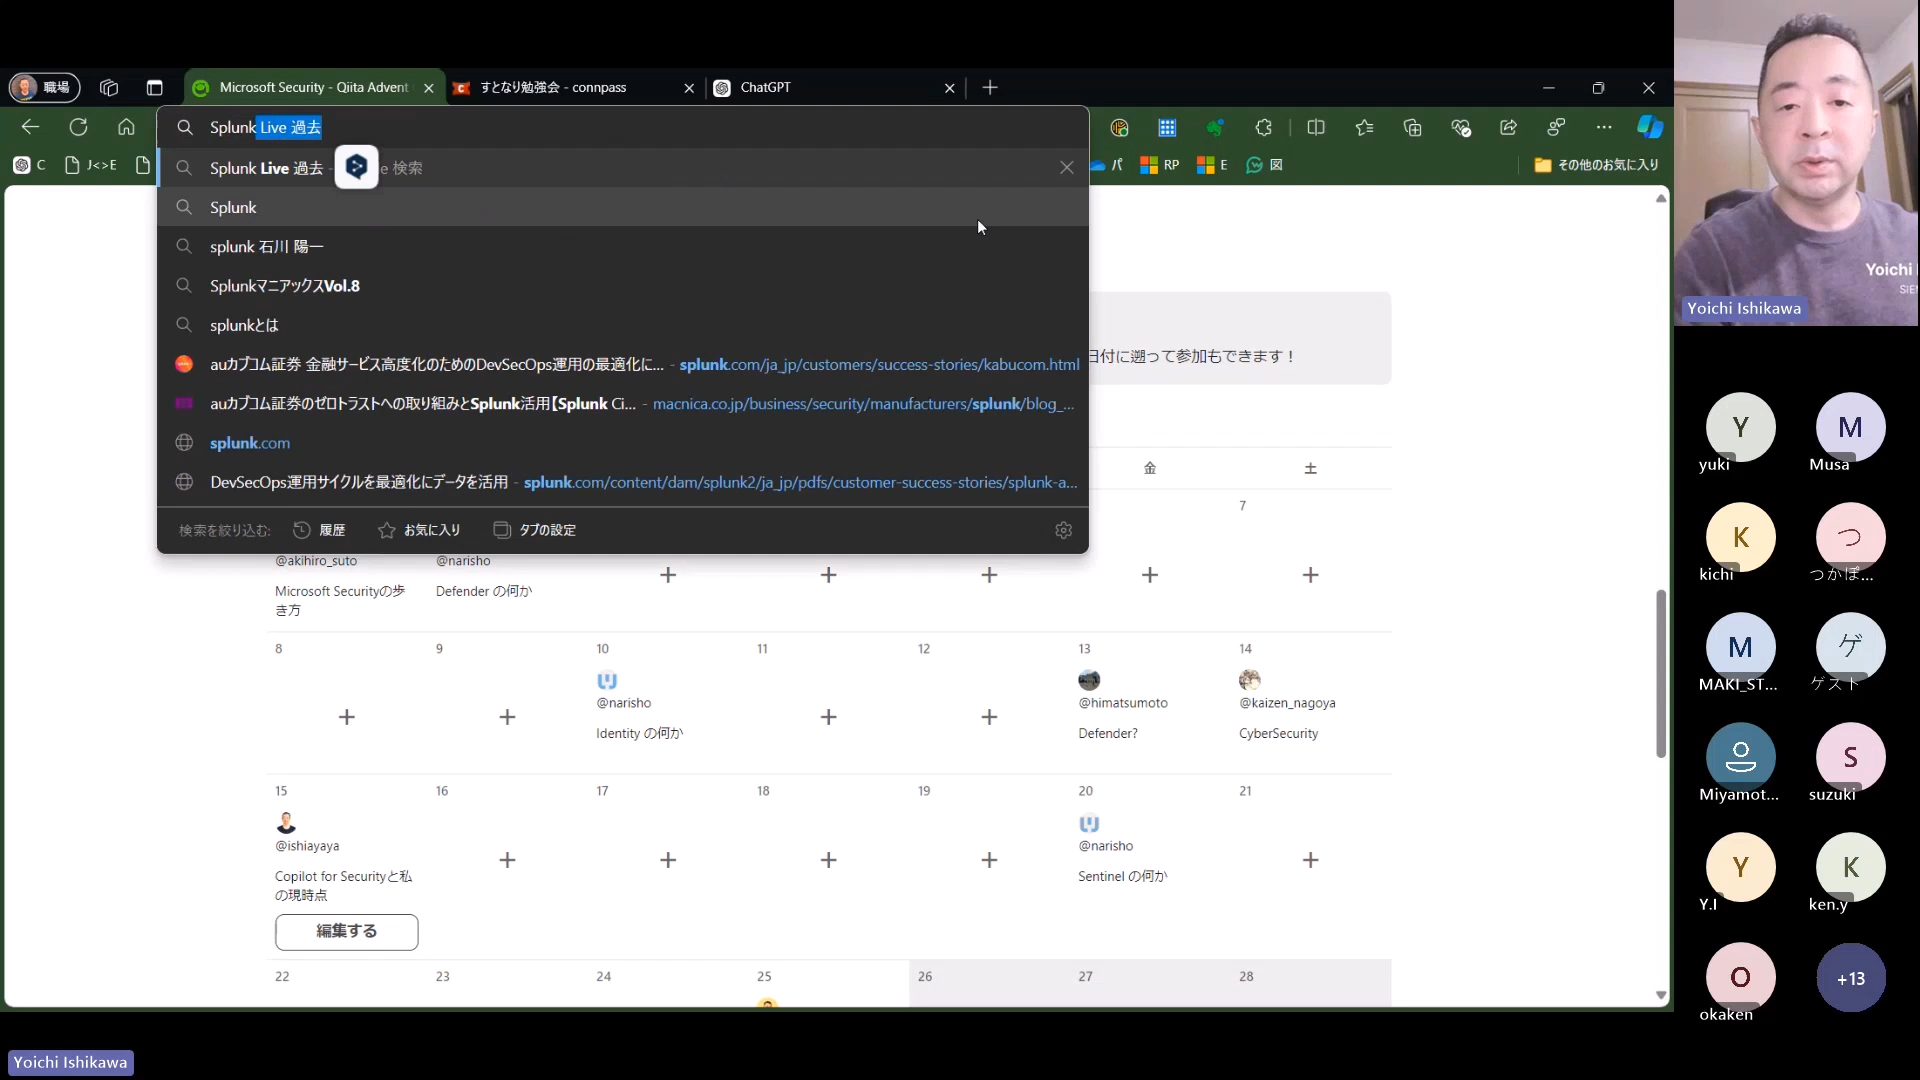 職場
Microsoft Security - Qiita Advent
すとなり勉強会 - connpass
ChatGPT
Splunk Live 過去
C
J<>E
パ
RP
E
図
その他のお気に入り
Splunk Live 過去 - e 検索
Splunk
splunk 石川 陽一
SplunkマニアックスVol.8
splunkとは
auカブコム証券 金融サービス高度化のためのDevSecOps運用の最適化に... - splunk.com/ja_jp/customers/success-stories/kabucom.html
auカブコム証券のゼロトラストへの取り組みとSplunk活用【Splunk Ci... - macnica.co.jp/business/security/manufacturers/splunk/blog_...
splunk.com
DevSecOps運用サイクルを最適化にデータを活用 - splunk.com/content/dam/splunk2/ja_jp/pdfs/customer-success-stories/splunk-a...
検索を絞り込む: 履歴 お気に入り タブの設定
日付に遡って参加もできます！
金 土
7
@akihiro_suto
Microsoft Securityの歩
き方
@narisho
Defender の何か
8 9 10 11 12 13 14
@narisho
Identity の何か
@himatsumoto
Defender?
@kaizen_nagoya
CyberSecurity
15 16 17 18 19 20 21
@ishiayaya
Copilot for Securityと私
の現時点
編集する
@narisho
Sentinel の何か
22 23 24 25 26 27 28
Yoichi
SIE
Yoichi Ishikawa
Y
yuki
M
Musa
K
kichi
つ
つかぽ...
M
MAKI_ST...
ゲ
ゲスト
Miyamot...
S
suzuki
Y
Y.I
K
ken.y
O
okaken
+13
Yoichi Ishikawa